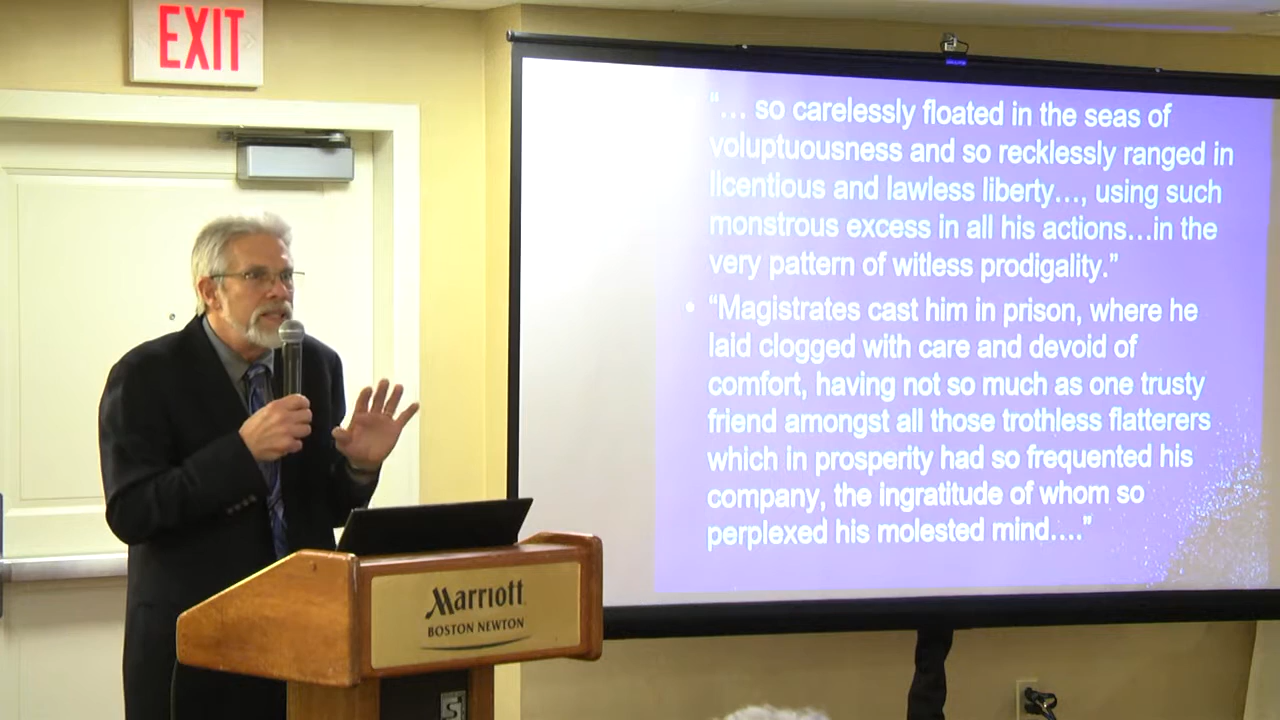 EXIT
“… so carelessly floated in the seas of
voluptuousness and so recklessly ranged in
licentious and lawless liberty…, using such
monstrous excess in all his actions…in the
very pattern of witless prodigality.”
• “Magistrates cast him in prison, where he
laid clogged with care and devoid of
comfort, having not so much as one trusty
friend amongst all those trothless flatterers
which in prosperity had so frequented his
company, the ingratitude of whom so
perplexed his molested mind….”
Marriott
BOSTON NEWTON